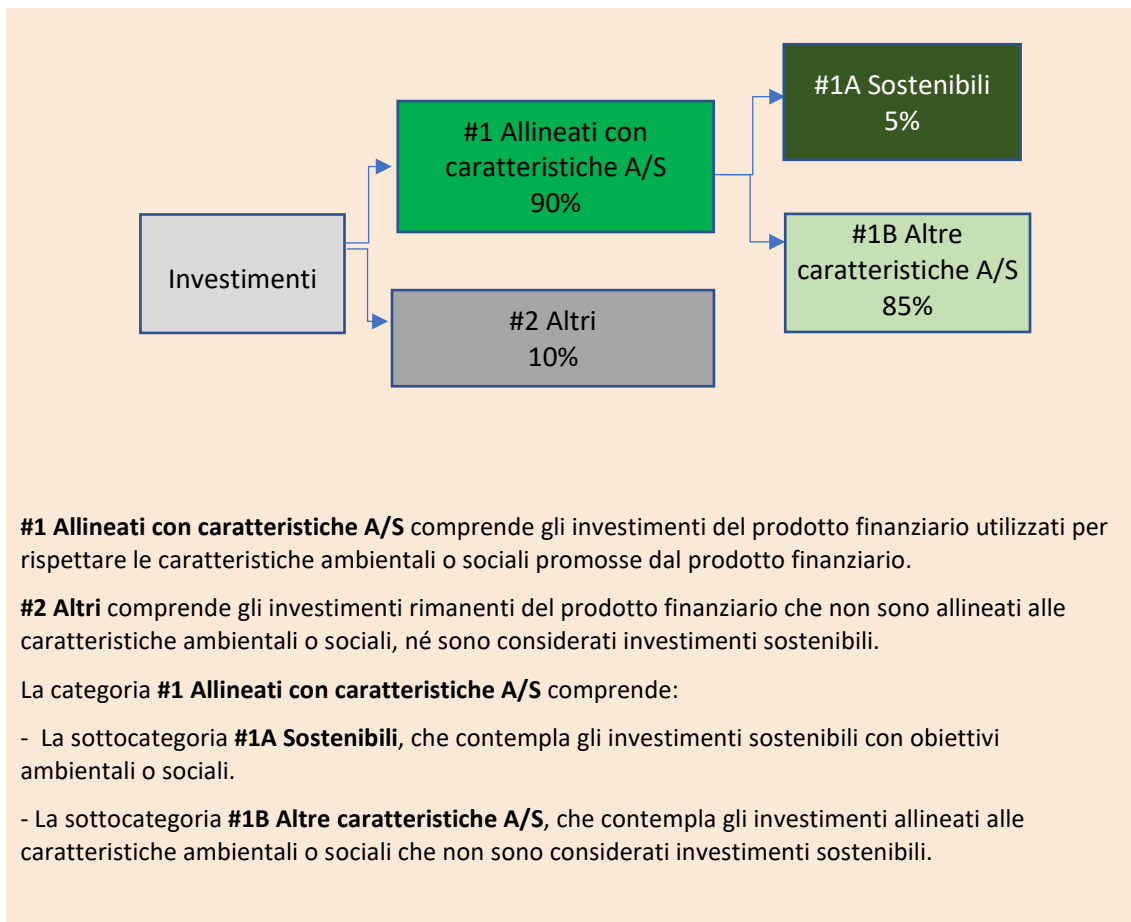 #1A Sostenibili
5%
#1 Allineati con
caratteristiche A/S
90%
#1B Altre
caratteristiche A/S
85%
Investimenti
#2 Altri
10%
#1 Allineati con caratteristiche A/S comprende gli investimenti del prodotto finanziario utilizzati per
rispettare le caratteristiche ambientali o sociali promosse dal prodotto finanziario.
#2 Altri comprende gli investimenti rimanenti del prodotto finanziario che non sono allineati alle
caratteristiche ambientali o sociali, né sono considerati investimenti sostenibili.
La categoria #1 Allineati con caratteristiche A/S comprende:
- La sottocategoria #1A Sostenibili, che contempla gli investimenti sostenibili con obiettivi
ambientali o sociali.
- La sottocategoria #1B Altre caratteristiche A/S, che contempla gli investimenti allineati alle
caratteristiche ambientali o sociali che non sono considerati investimenti sostenibili.